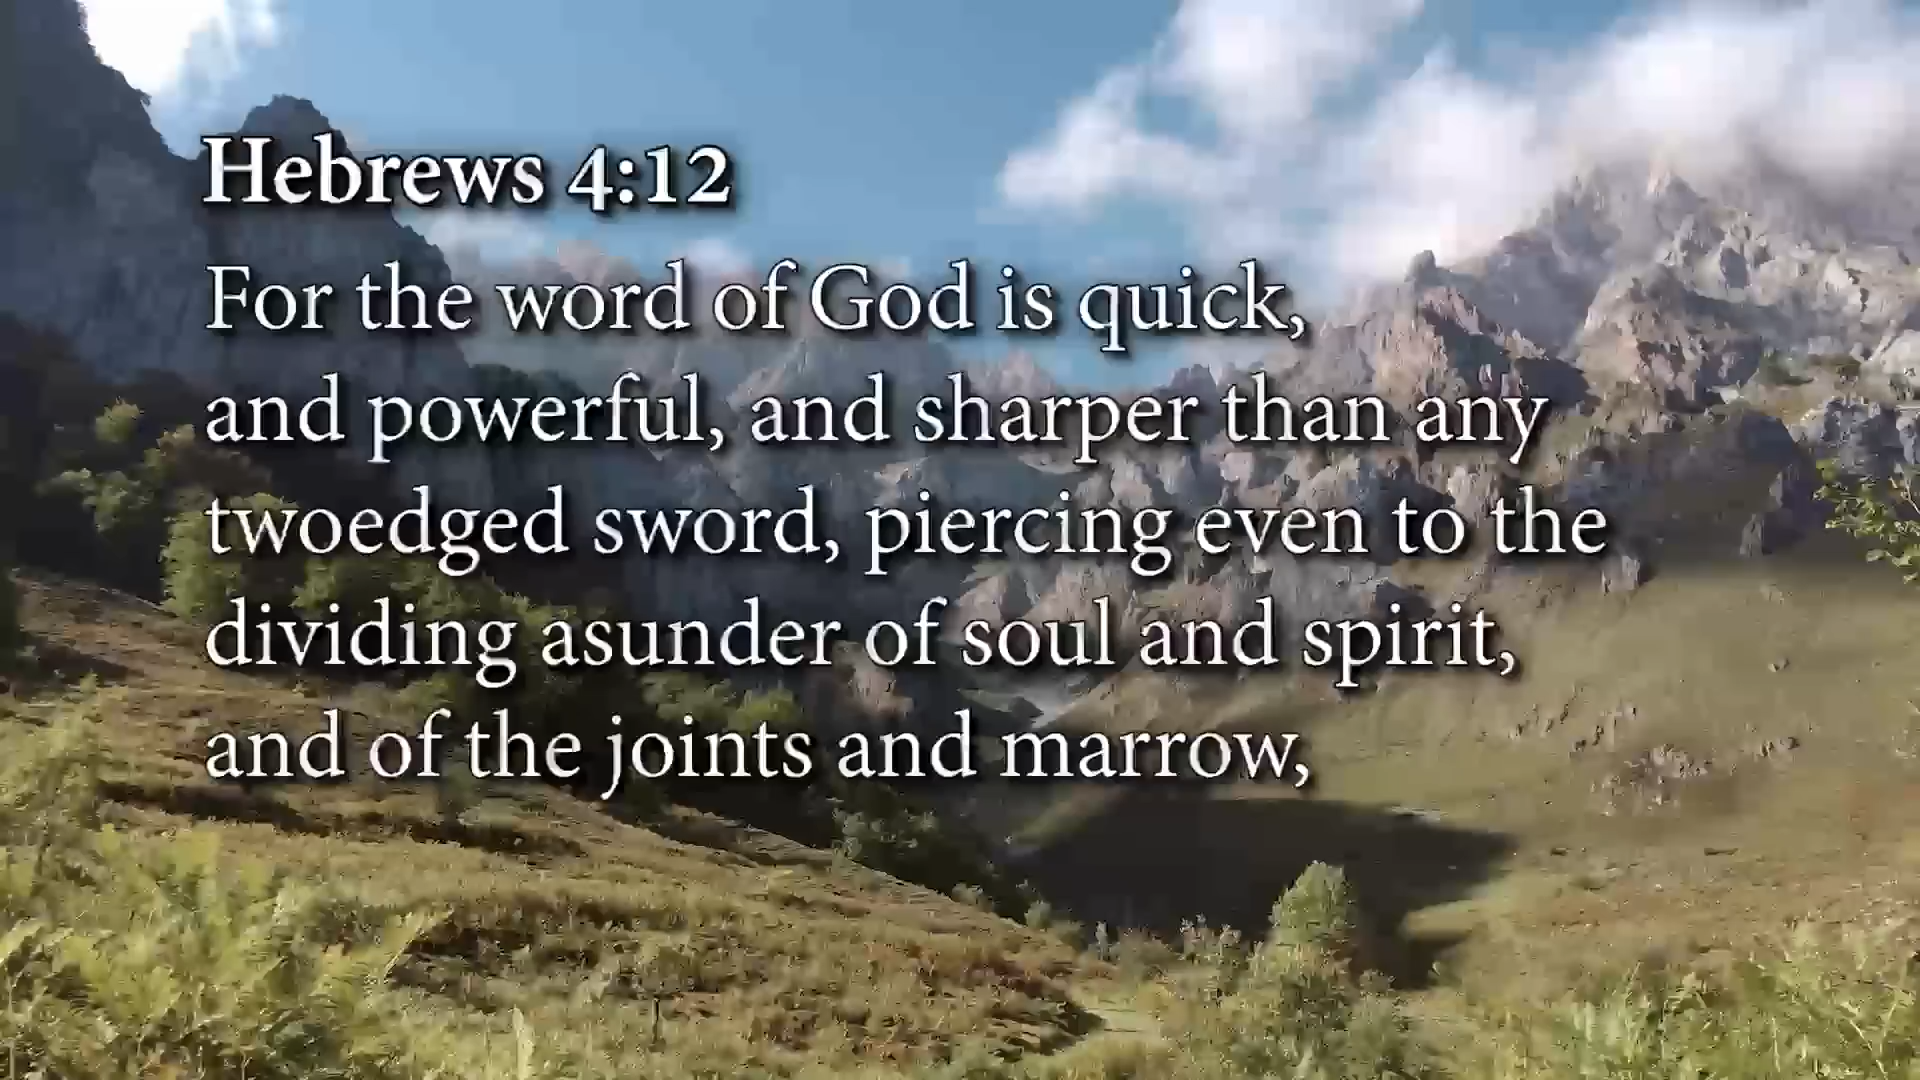 Hebrews 4:12
For the word of God is quick,
and powerful, and sharper than any
twoedged sword, piercing even to the
dividing asunder of soul and spirit,
and of the joints and marrow,